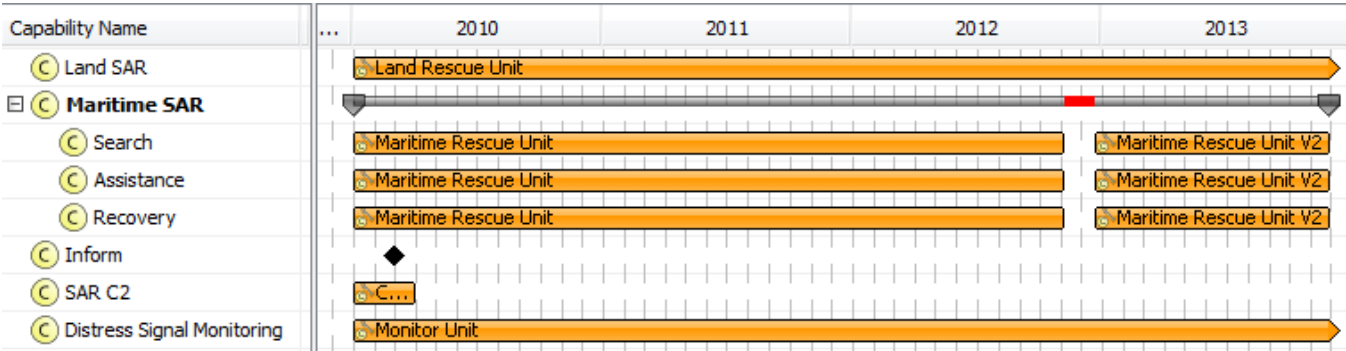 Capability Name ... 2010 2011 2012 2013
C Land SAR Land Rescue Unit
C Maritime SAR
C Search Maritime Rescue Unit Maritime Rescue Unit V2
C Assistance Maritime Rescue Unit Maritime Rescue Unit V2
C Recovery Maritime Rescue Unit Maritime Rescue Unit V2
C Inform
C SAR C2 C...
C Distress Signal Monitoring Monitor Unit